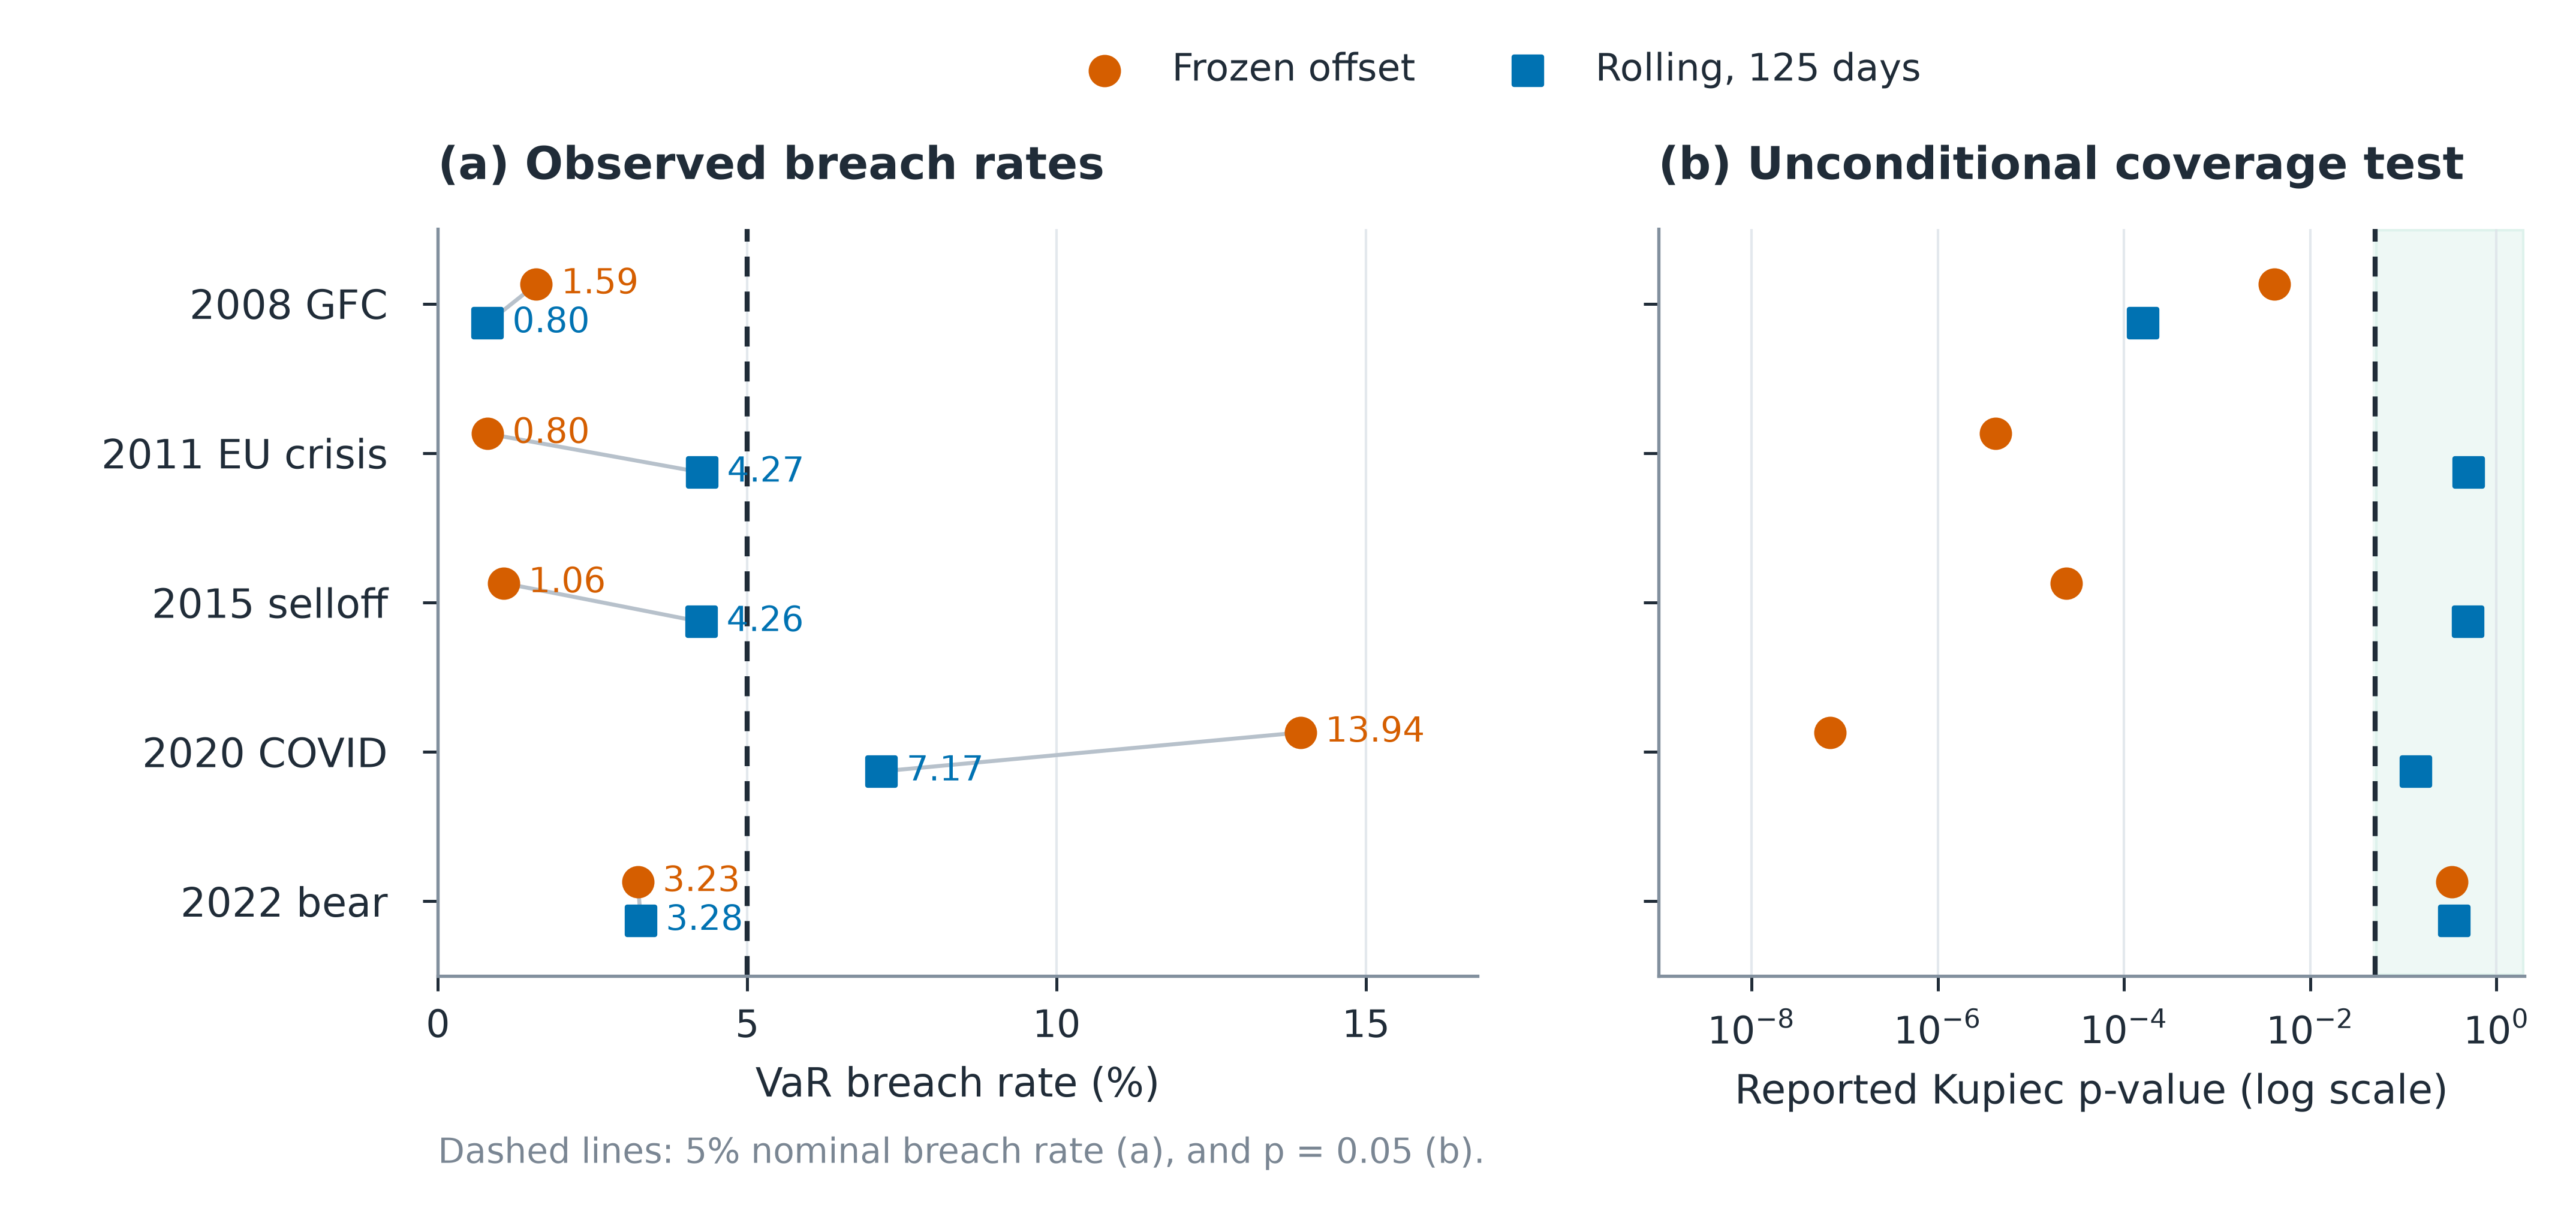 Frozen offset
Rolling, 125 days
(a) Observed breach rates
2008 GFC
2011 EU crisis
2015 selloff
2020 COVID
2022 bear
1.59
0.80
0.80
4.27
1.06
4.26
13.94
7.17
3.23
3.28
0
5
10
15
VaR breach rate (%)
(b) Unconditional coverage test
10⁻⁸
10⁻⁶
10⁻⁴
10⁻²
10⁰
Reported Kupiec p-value (log scale)
Dashed lines: 5% nominal breach rate (a), and p = 0.05 (b).